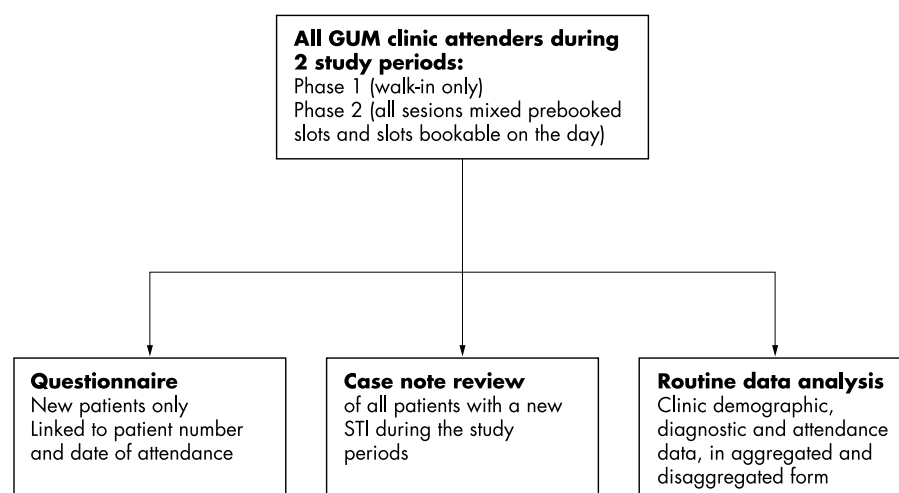 All GUM clinic attenders during
2 study periods:
Phase 1 (walk-in only)
Phase 2 (all sesions mixed prebooked
slots and slots bookable on the day)
Questionnaire
New patients only
Linked to patient number
and date of attendance
Case note review
of all patients with a new
STI during the study
periods
Routine data analysis
Clinic demographic,
diagnostic and attendance
data, in aggregated and
disaggregated form